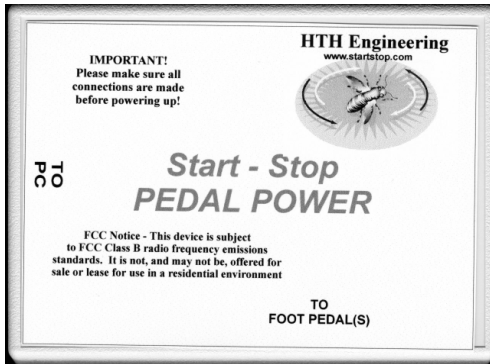 HTH Engineering
www.startstop.com
IMPORTANT!
Please make sure all
connections are made
before powering up!
TO
PC
Start - Stop
PEDAL POWER
FCC Notice - This device is subject
to FCC Class B radio frequency emissions
standards. It is not, and may not be, offered for
sale or lease for use in a residential environment
TO
FOOT PEDAL(S)